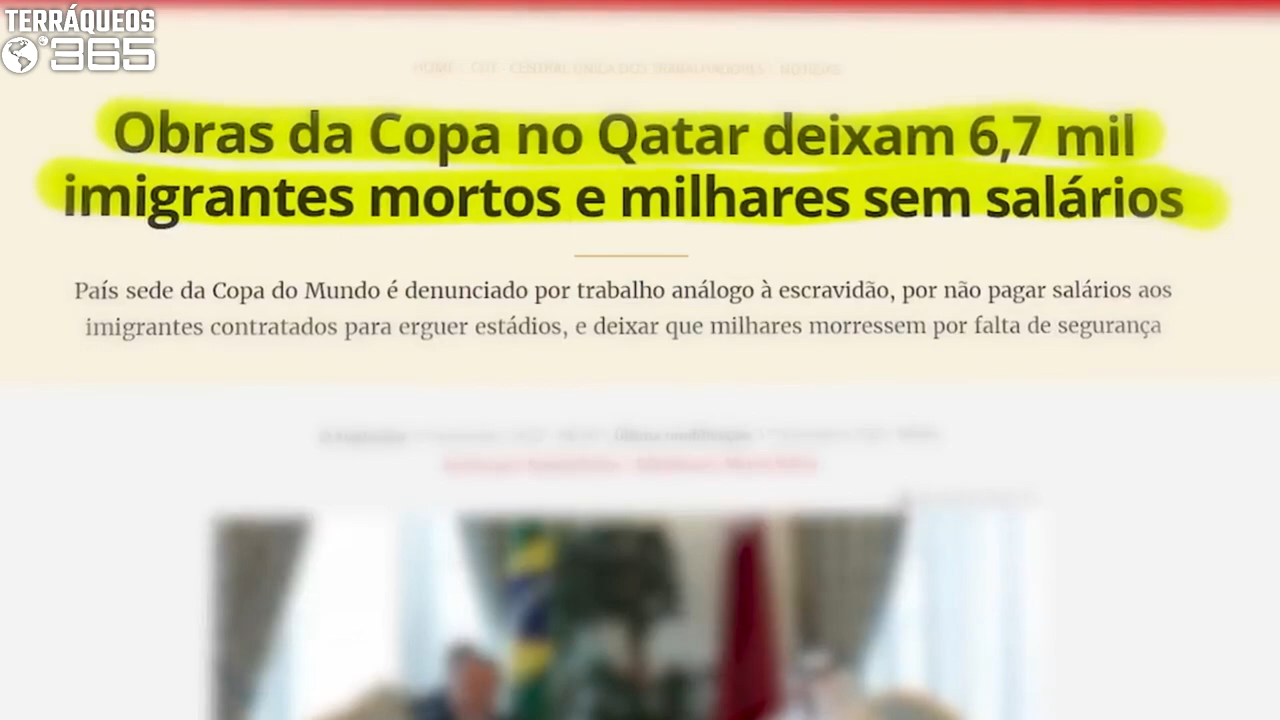 TERRÁQUEOS
365
Obras da Copa no Qatar deixam 6,7 mil
imigrantes mortos e milhares sem salários
País sede da Copa do Mundo é denunciado por trabalho análogo à escravidão, por não pagar salários aos
imigrantes contratados para erguer estádios, e deixar que milhares morressem por falta de segurança